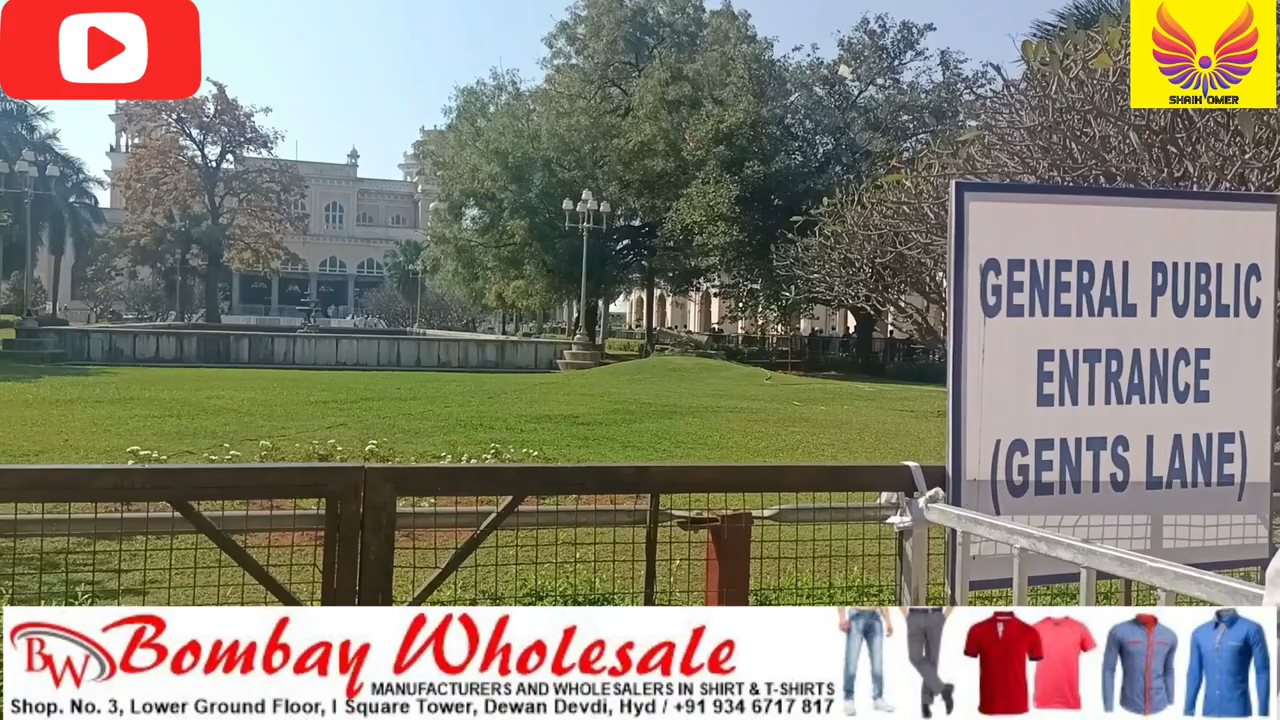 SHAIK OMER
GENERAL PUBLIC
ENTRANCE
(GENTS LANE)
BW Bombay Wholesale
MANUFACTURERS AND WHOLESALERS IN SHIRT & T-SHIRTS
Shop. No. 3, Lower Ground Floor, I Square Tower, Dewan Devdi, Hyd / +91 934 6717 817